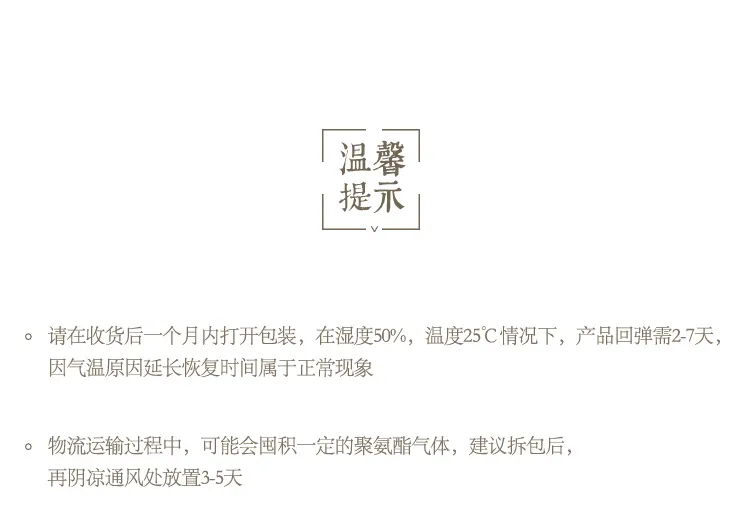 温馨
提示
请在收货后一个月内打开包装，在湿度50%，温度25℃情况下，产品回弹需2-7天，
因气温原因延长恢复时间属于正常现象
物流运输过程中，可能会囤积一定的聚氨酯气体，建议拆包后，
再阴凉通风处放置3-5天